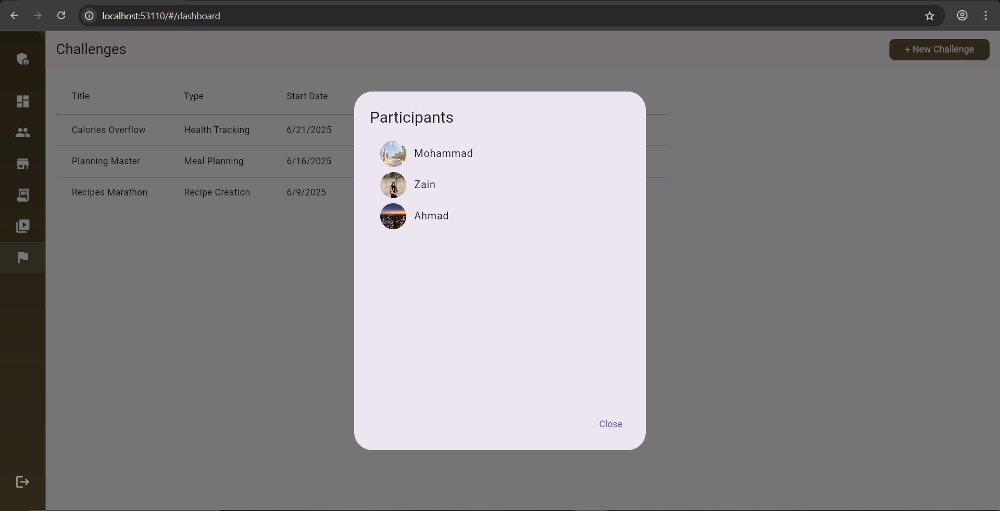 localhost:53110/#/dashboard
Challenges
+ New Challenge
Title Type Start Date
Calories Overflow Health Tracking 6/21/2025
Planning Master Meal Planning 6/16/2025
Recipes Marathon Recipe Creation 6/9/2025
Participants
Mohammad
Zain
Ahmad
Close